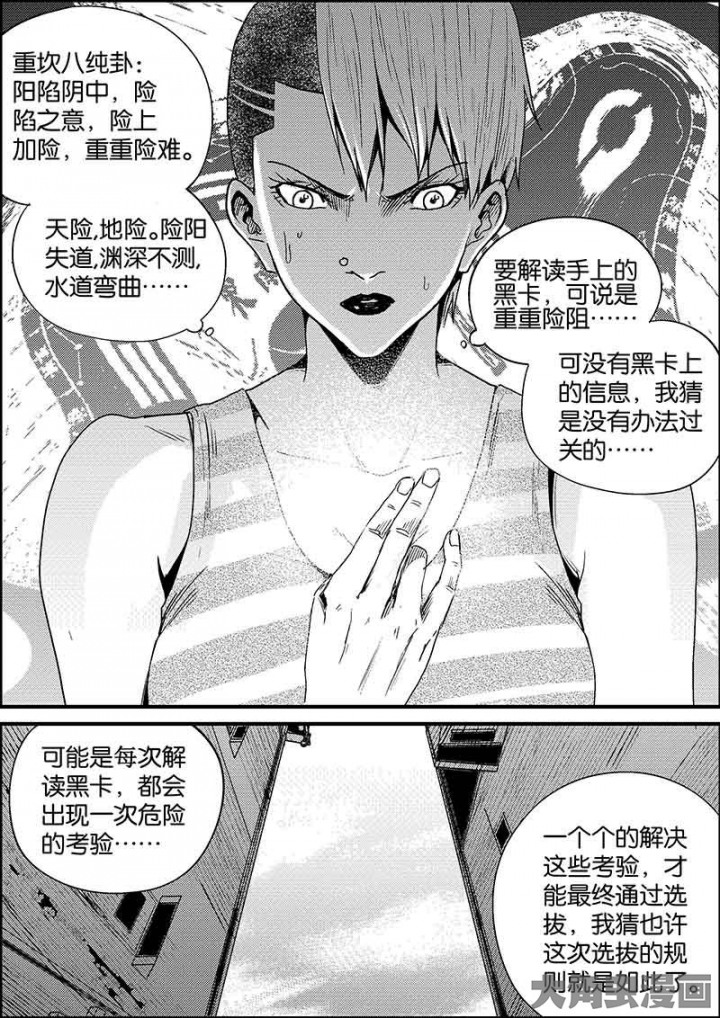 重坎八纯卦：
阳陷阴中，险
陷之意，险上
加险，重重险难。
天险,地险。险阳
失道,渊深不测,
水道弯曲……
要解读手上的
黑卡，可说是
重重险阻……
可没有黑卡上
的信息，我猜
是没有办法过
关的……
可能是每次解
读黑卡，都会
出现一次危险
的考验……
一个个的解决
这些考验，才
能最终通过选
拔，我猜也许
这次选拔的规
则就是如此了。
大角虫漫画